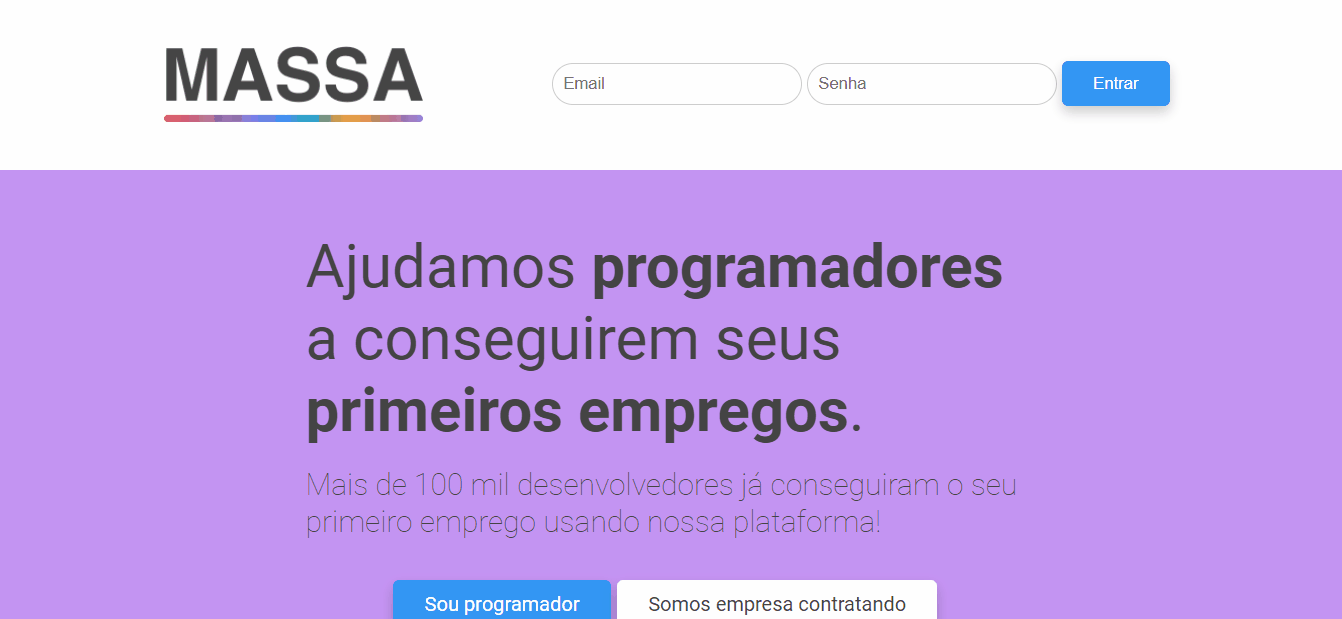 MASSA
Email
Senha
Entrar
Ajudamos programadores
a conseguirem seus
primeiros empregos.
Mais de 100 mil desenvolvedores já conseguiram o seu
primeiro emprego usando nossa plataforma!
Sou programador
Somos empresa contratando